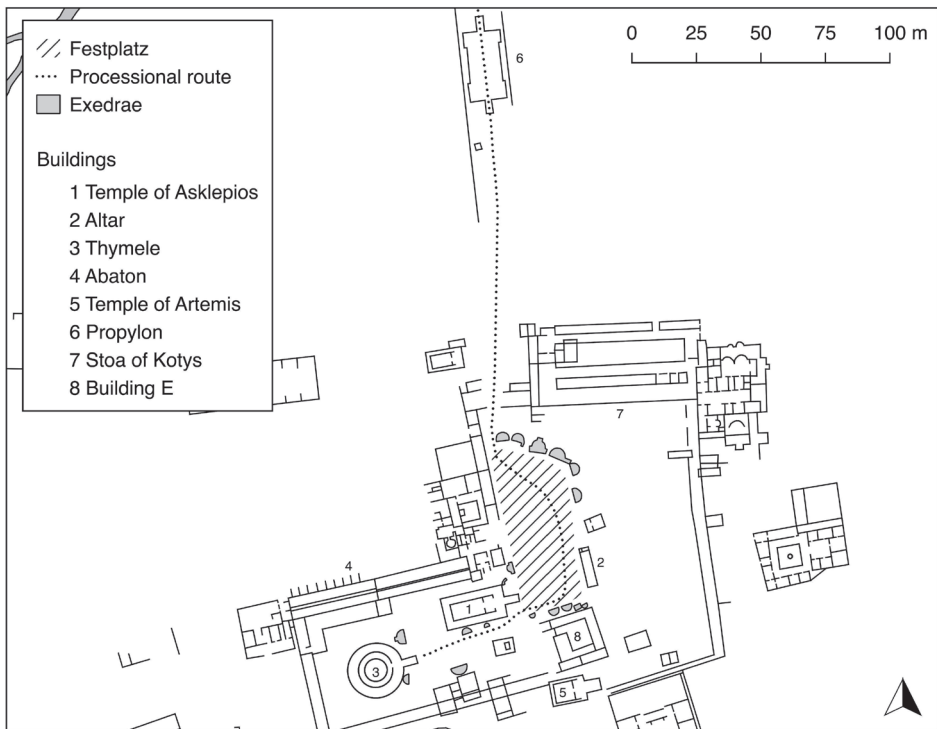 Festplatz
Processional route
Exedrae
Buildings
1 Temple of Asklepios
2 Altar
3 Thymele
4 Abaton
5 Temple of Artemis
6 Propylon
7 Stoa of Kotys
8 Building E
0 25 50 75 100 m
6
7
4
2
1
8
3
5